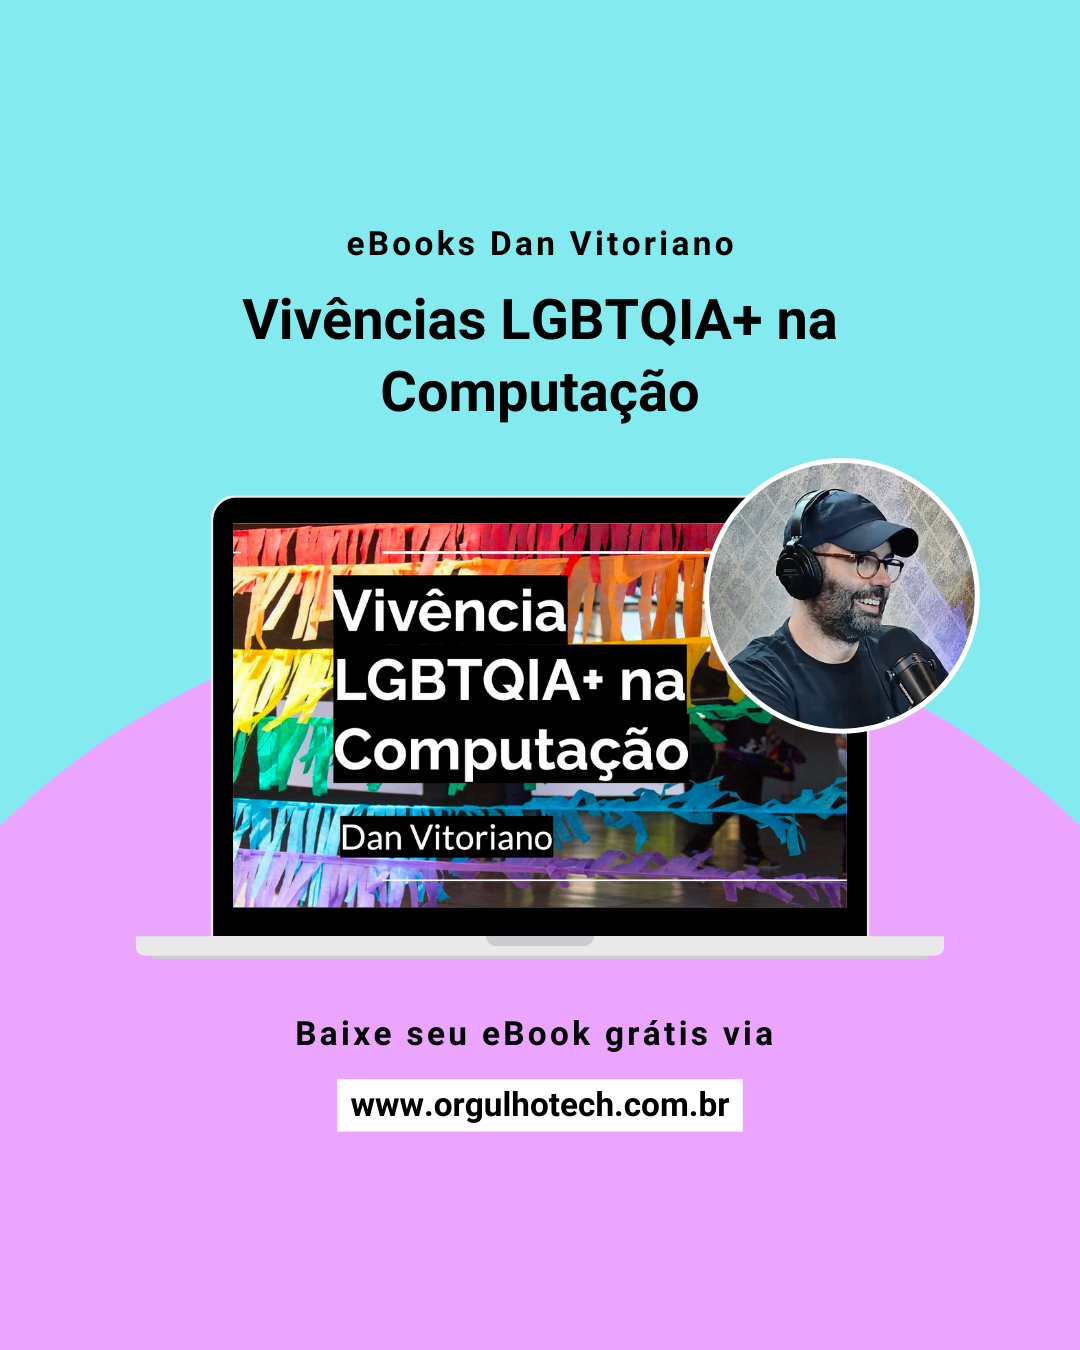 eBooks Dan Vitoriano
Vivências LGBTQIA+ na
Computação
Vivência
LGBTQIA+ na
Computação
Dan Vitoriano
Baixe seu eBook grátis via
www.orgulhotech.com.br